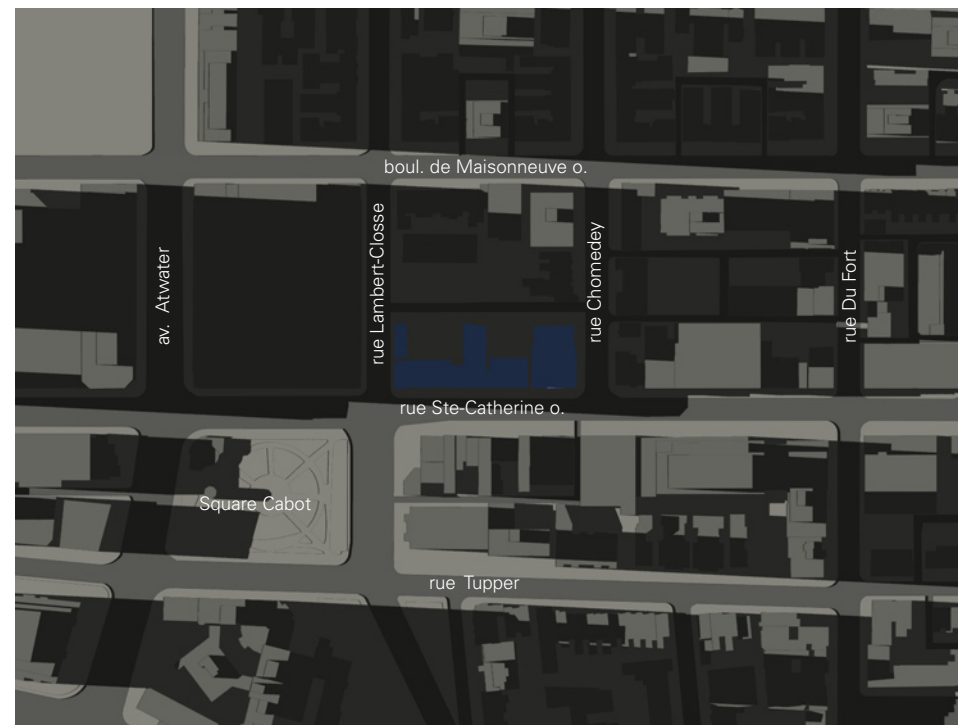 boul. de Maisonneuve o.
av. Atwater
rue Lambert-Closse
rue Chomedey
rue Du Fort
rue Ste-Catherine o.
Square Cabot
rue Tupper